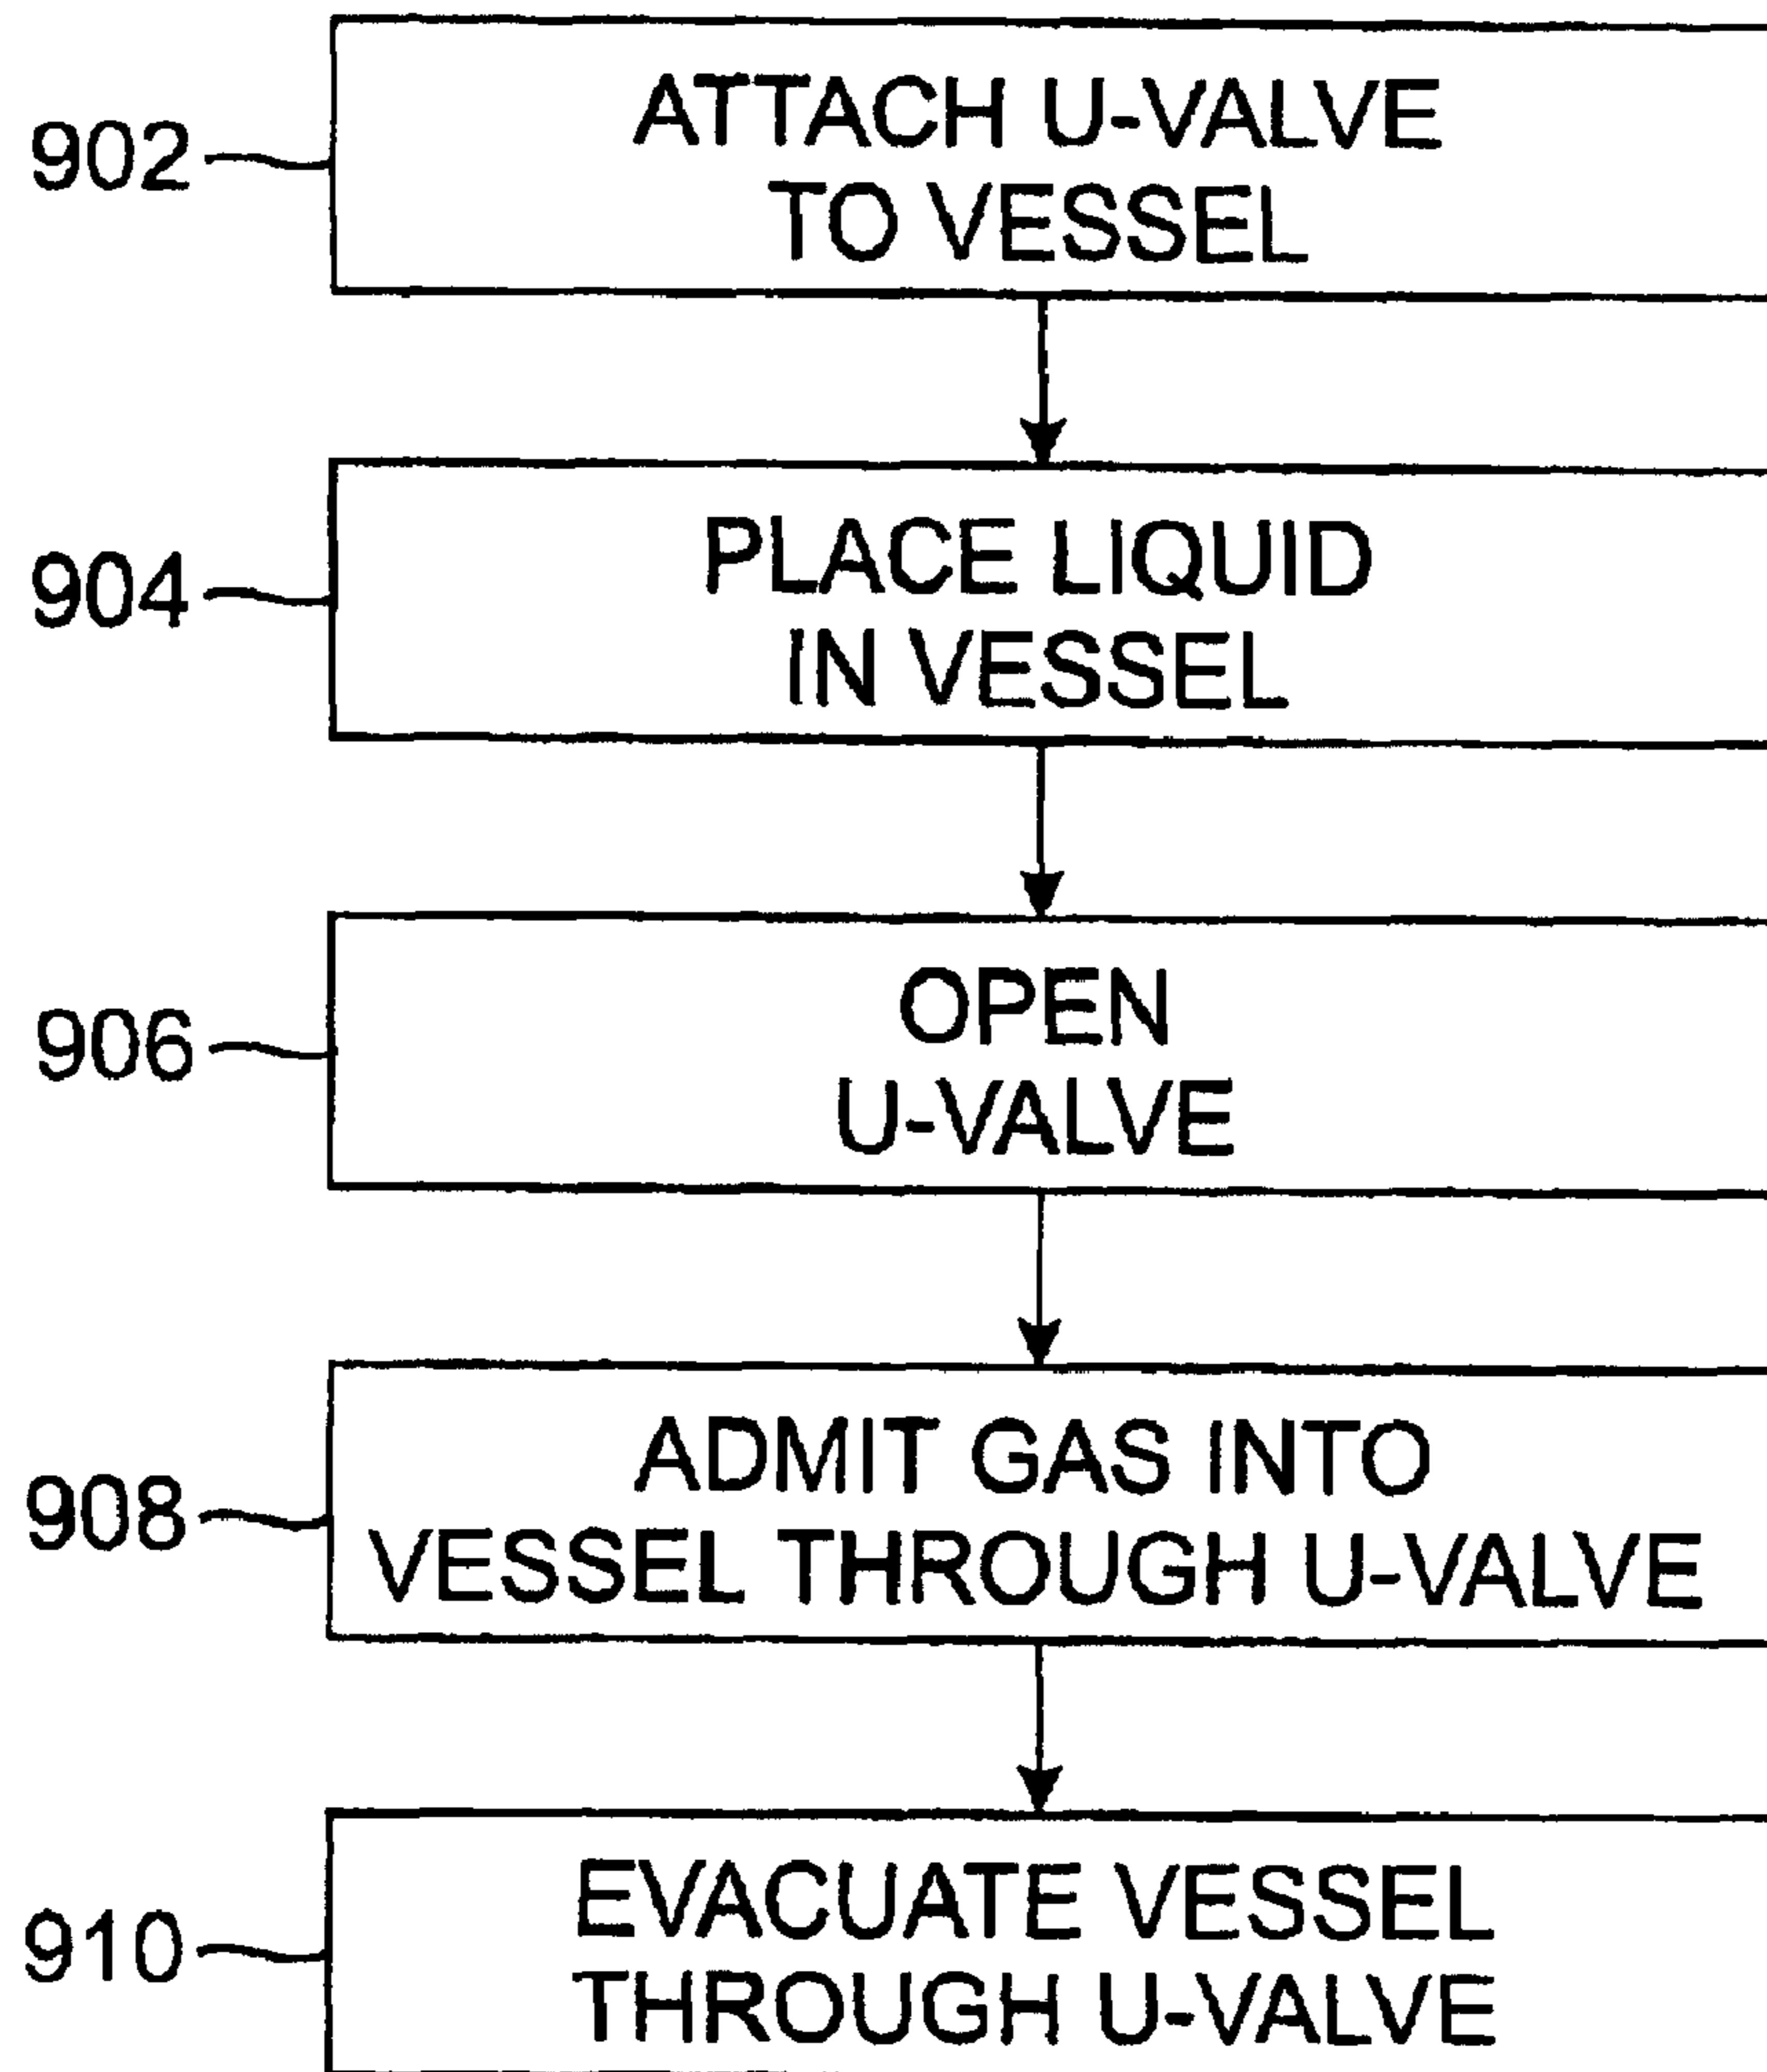 902
ATTACH U-VALVE
TO VESSEL
904
PLACE LIQUID
IN VESSEL
906
OPEN
U-VALVE
908
ADMIT GAS INTO
VESSEL THROUGH U-VALVE
910
EVACUATE VESSEL
THROUGH U-VALVE